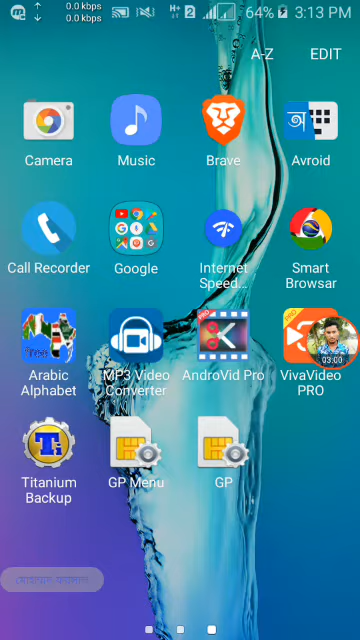 0.0 kbps
0.0 kbps
H+
2
64%
3:13 PM
A-Z
EDIT
Camera
Music
Brave
Avroid
Call Recorder
Google
Internet Speed...
Smart Browsar
Arabic Alphabet
MP3 Video Converter
AndroVid Pro
VivaVideo PRO
03:00
Titanium Backup
GP Menu
GP